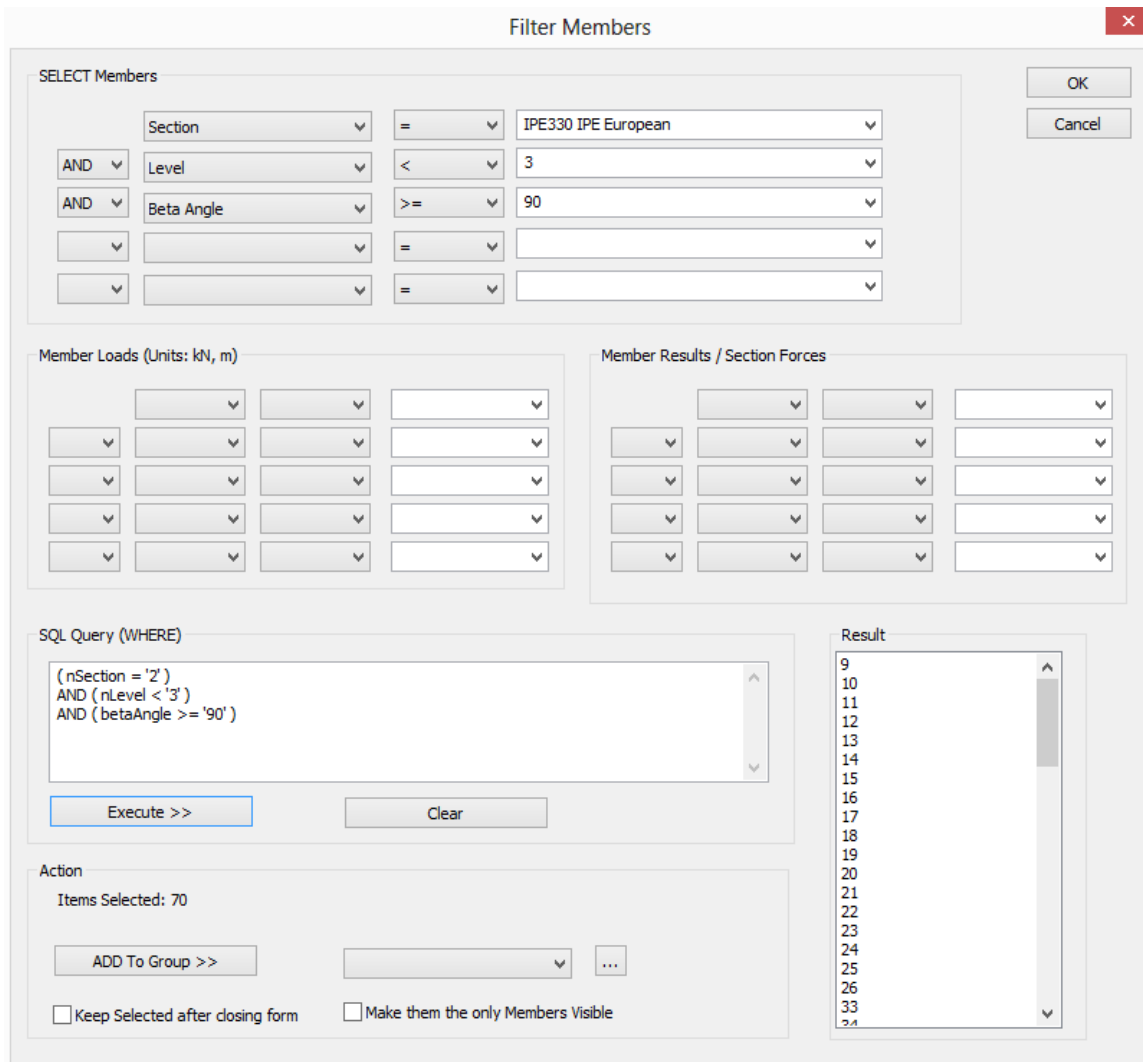 Filter Members
SELECT Members
OK
Section = IPE330 IPE European
Cancel
AND Level < 3
AND Beta Angle >= 90
=
=
Member Loads (Units: kN, m)
Member Results / Section Forces
SQL Query (WHERE)
( nSection = '2' )
AND ( nLevel < '3' )
AND ( betaAngle >= '90' )
Execute >>
Clear
Result
9
10
11
12
13
14
15
16
17
18
19
20
21
22
23
24
25
26
33
34
Action
Items Selected: 70
ADD To Group >>
...
Keep Selected after closing form
Make them the only Members Visible